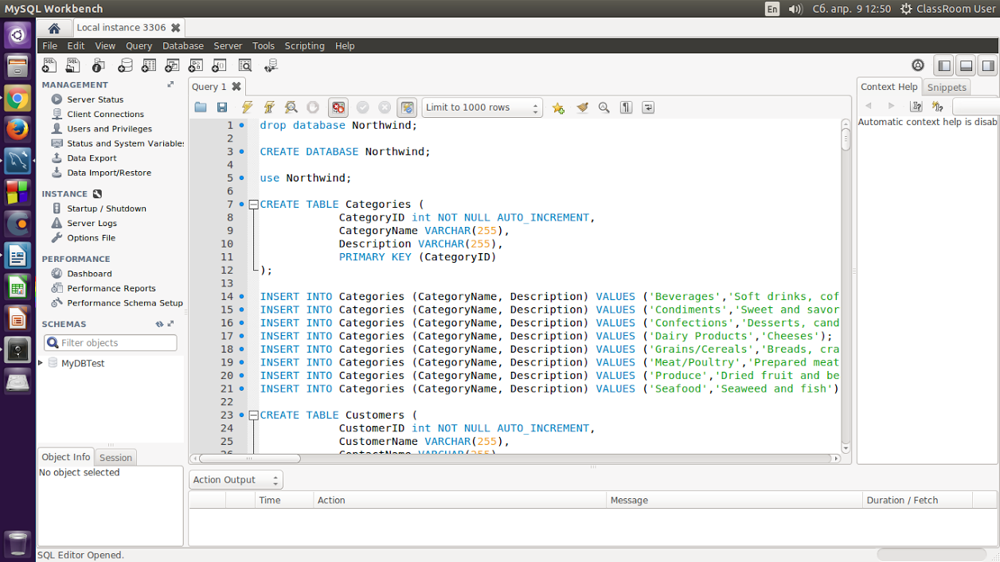 MySQL Workbench
En
Сб. апр. 9 12:50
ClassRoom User
Local instance 3306
File Edit View Query Database Server Tools Scripting Help
MANAGEMENT
Server Status
Client Connections
Users and Privileges
Status and System Variables
Data Export
Data Import/Restore
INSTANCE
Startup / Shutdown
Server Logs
Options File
PERFORMANCE
Dashboard
Performance Reports
Performance Schema Setup
SCHEMAS
Filter objects
MyDBTest
Object Info Session
No object selected
Query 1
Limit to 1000 rows
1 drop database Northwind;
2
3 CREATE DATABASE Northwind;
4
5 use Northwind;
6
7 CREATE TABLE Categories (
8 CategoryID int NOT NULL AUTO_INCREMENT,
9 CategoryName VARCHAR(255),
10 Description VARCHAR(255),
11 PRIMARY KEY (CategoryID)
12 );
13
14 INSERT INTO Categories (CategoryName, Description) VALUES ('Beverages','Soft drinks, cof
15 INSERT INTO Categories (CategoryName, Description) VALUES ('Condiments','Sweet and savor
16 INSERT INTO Categories (CategoryName, Description) VALUES ('Confections','Desserts, cand
17 INSERT INTO Categories (CategoryName, Description) VALUES ('Dairy Products','Cheeses');
18 INSERT INTO Categories (CategoryName, Description) VALUES ('Grains/Cereals','Breads, cra
19 INSERT INTO Categories (CategoryName, Description) VALUES ('Meat/Poultry','Prepared meat
20 INSERT INTO Categories (CategoryName, Description) VALUES ('Produce','Dried fruit and be
21 INSERT INTO Categories (CategoryName, Description) VALUES ('Seafood','Seaweed and fish')
22
23 CREATE TABLE Customers (
24 CustomerID int NOT NULL AUTO_INCREMENT,
25 CustomerName VARCHAR(255),
26 ContactName VARCHAR(255)
Context Help Snippets
Automatic context help is disab
Action Output
Time Action Message Duration / Fetch
SQL Editor Opened.